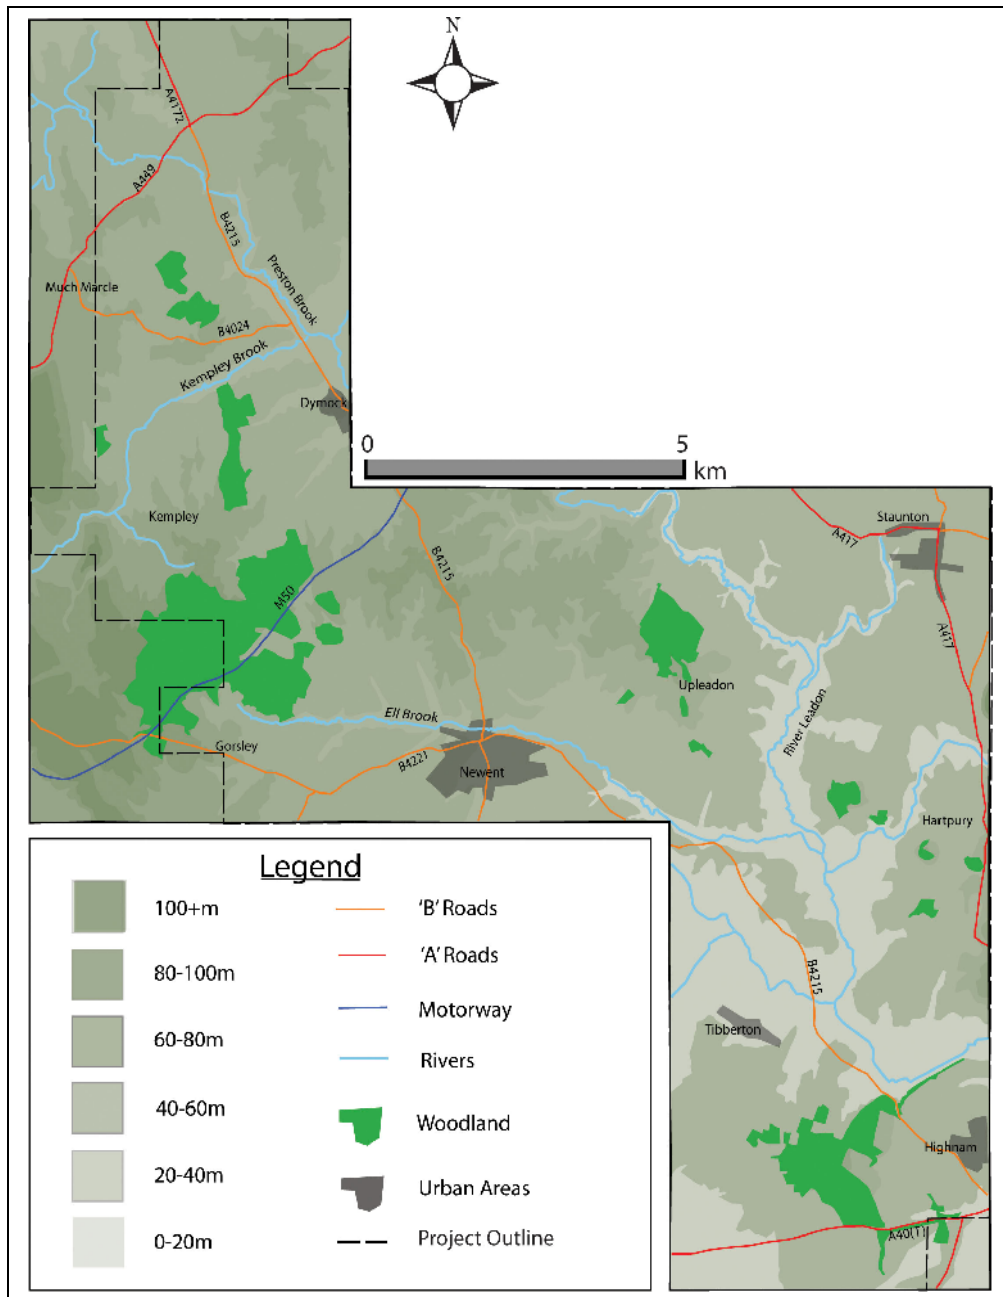 N
A4172
A449
B4215
Preston Brook
Much Marcle
B4024
Kempley Brook
Dymock
0
5
km
Kempley
Staunton
A417
B4215
M50
A417
Upleadon
Ell Brook
River Leadon
Gorsley
B4221
Newent
Hartpury
B4215
Tibberton
Highnam
A40(T)
Legend
100+m
80-100m
60-80m
40-60m
20-40m
0-20m
'B' Roads
'A' Roads
Motorway
Rivers
Woodland
Urban Areas
Project Outline